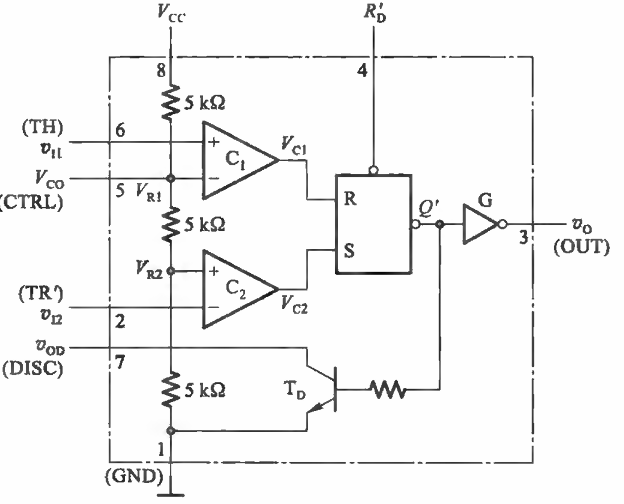 V_CC
R'_D
8
4
5 kΩ
(TH)
6
v_I1
+
C_1
V_C1
V_CO
5
V_R1
−
R
(CTRL)
5 kΩ
Q'
G
v_O
3
(OUT)
S
V_R2
+
C_2
V_C2
(TR')
v_I2
2
−
v_OD
7
(DISC)
5 kΩ
T_D
1
(GND)